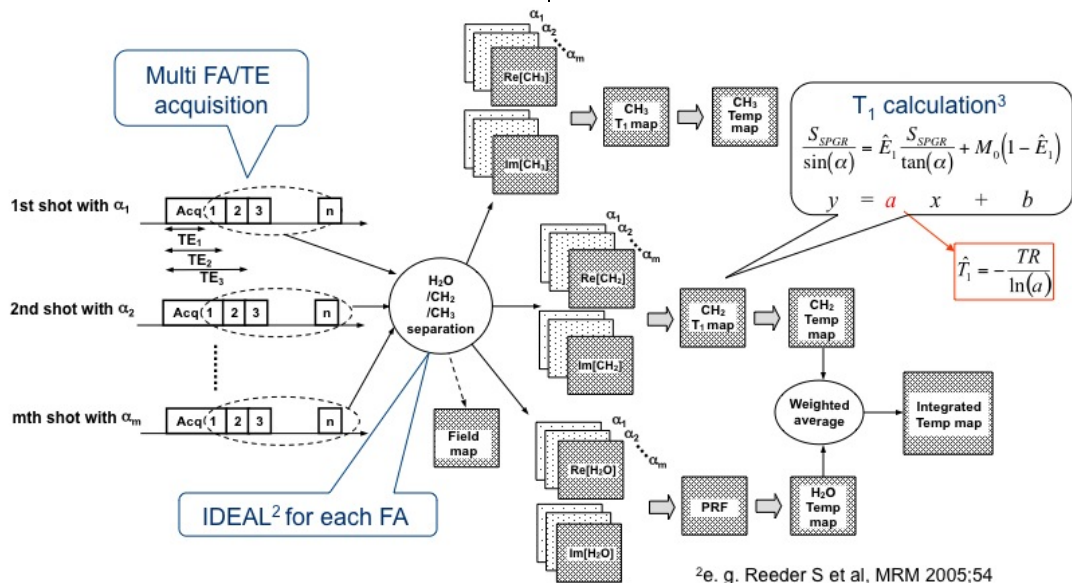 Multi FA/TE
acquisition
1st shot with α1
Acq 1 2 3 n
TE1
TE2
TE3
2nd shot with α2
Acq 1 2 3 n
mth shot with αm
Acq 1 2 3 n
H2O
/CH2
/CH3
separation
IDEAL2 for each FA
Field
map
α1
α2
αm
Re[CH3]
Im[CH3]
CH3
T1 map
CH3
Temp
map
α1
α2
αm
Re[CH2]
Im[CH2]
CH2
T1 map
CH2
Temp
map
α1
α2
αm
Re[H2O]
Im[H2O]
PRF
H2O
Temp
map
Weighted
average
Integrated
Temp map
T1 calculation3
S_SPGR/sin(α) = Ê1 S_SPGR/tan(α) + M0(1 − Ê1)
y = a x + b
T̂1 = − TR/ln(a)
2e. g. Reeder S et al, MRM 2005;54